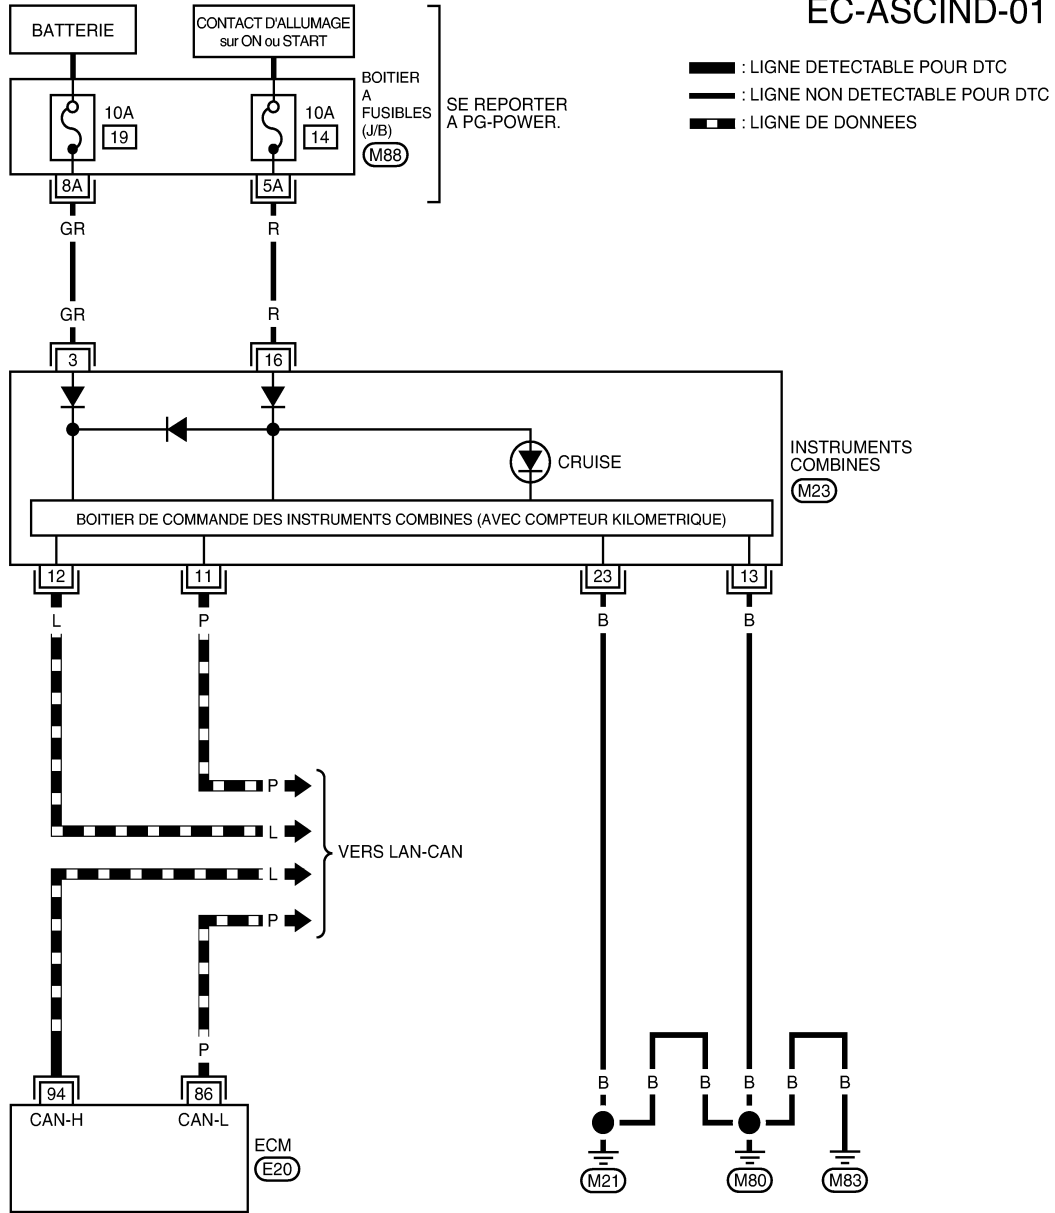 EC-ASCIND-01
BATTERIE
CONTACT D'ALLUMAGE
sur ON ou START
: LIGNE DETECTABLE POUR DTC
: LIGNE NON DETECTABLE POUR DTC
: LIGNE DE DONNEES
10A
19
10A
14
BOITIER
A
FUSIBLES
(J/B)
M88
SE REPORTER
A PG-POWER.
8A
5A
GR
R
GR
R
3
16
CRUISE
INSTRUMENTS
COMBINES
M23
BOITIER DE COMMANDE DES INSTRUMENTS COMBINES (AVEC COMPTEUR KILOMETRIQUE)
12
11
23
13
L
P
B
B
P
L
VERS LAN-CAN
L
P
P
B
B
B
B
B
B
94
86
CAN-H
CAN-L
ECM
E20
M21
M80
M83